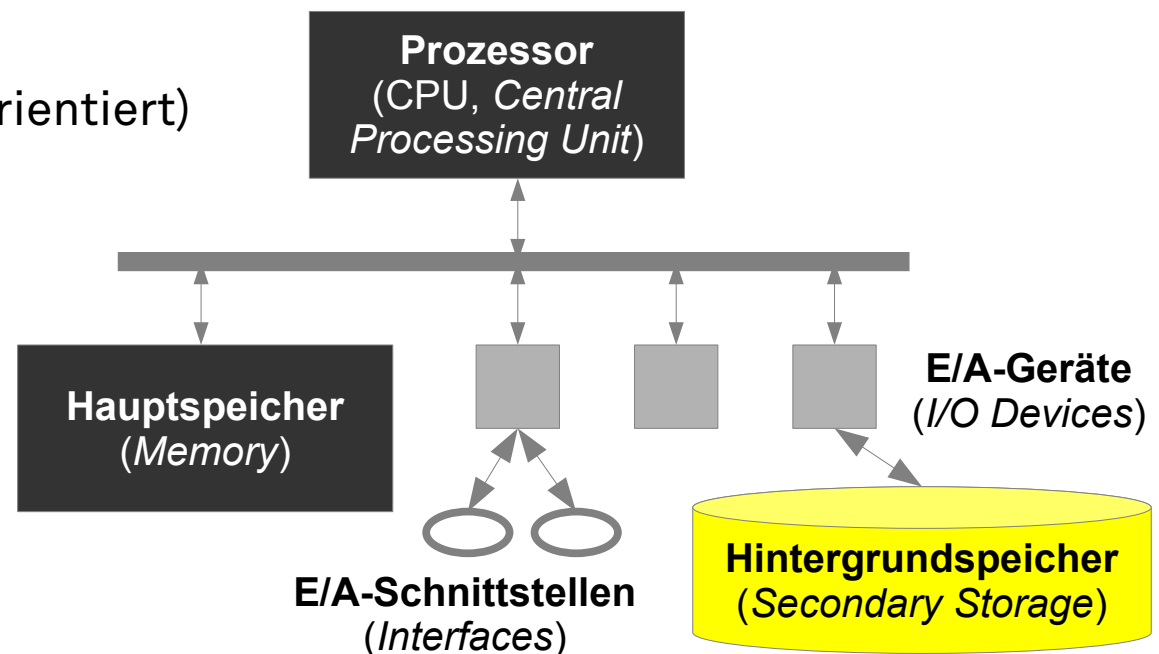 Prozessor
(CPU, Central
Processing Unit)
rientiert)
Hauptspeicher
(Memory)
E/A-Geräte
(I/O Devices)
E/A-Schnittstellen
(Interfaces)
Hintergrundspeicher
(Secondary Storage)